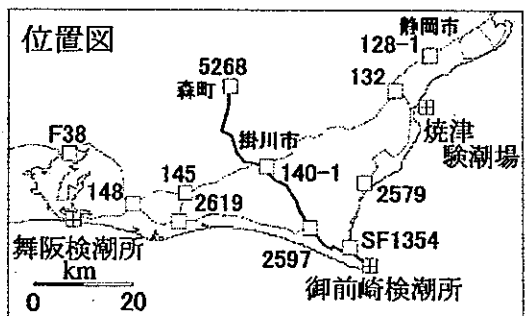 位置図
静岡市
128-1
5268
132
森町
焼津
験潮場
F38
掛川市
145
140-1
148
2619
2579
舞阪検潮所
SF1354
km
2597
0
20
御前崎検潮所